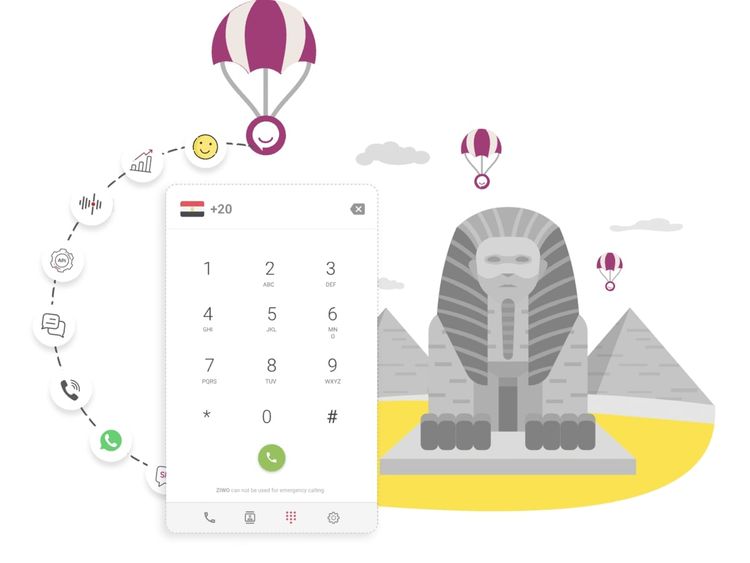 +20
1
2
ABC
3
DEF
4
GHI
5
JKL
6
MN
O
7
PQRS
8
TUV
9
WXYZ
*
0
#
ZIWO can not be used for emergency calling